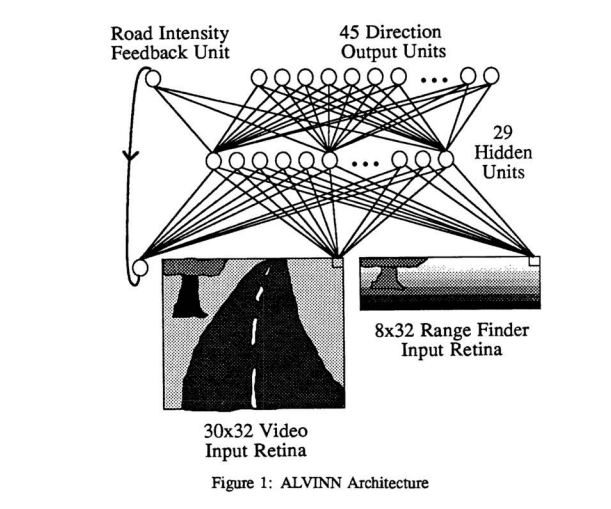 Road Intensity
Feedback Unit
45 Direction
Output Units
29
Hidden
Units
8x32 Range Finder
Input Retina
30x32 Video
Input Retina
Figure 1: ALVINN Architecture